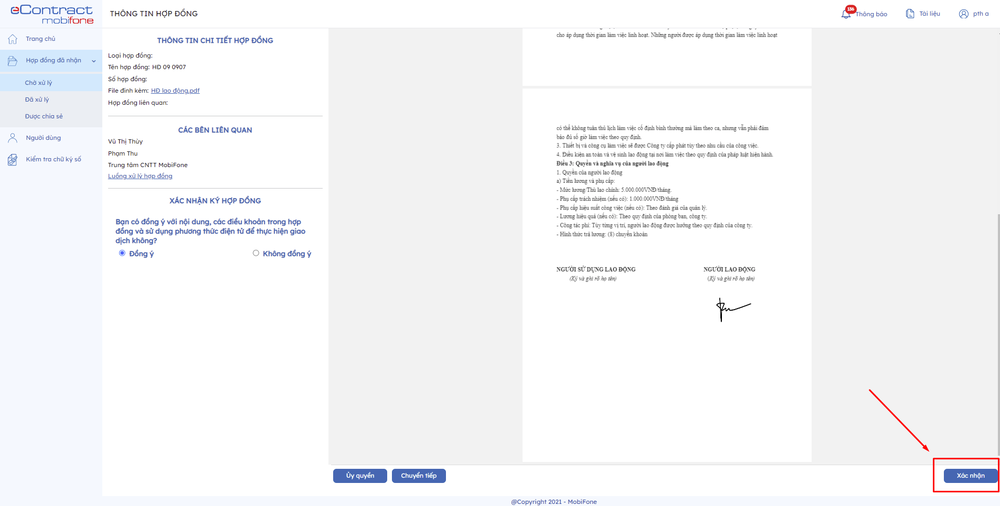 eContract
mobifone
THÔNG TIN HỢP ĐỒNG
136
Thông báo
Tài liệu
pth a
Trang chủ
Hợp đồng đã nhận
Chờ xử lý
Đã xử lý
Được chia sẻ
Người dùng
Kiểm tra chữ ký số
THÔNG TIN CHI TIẾT HỢP ĐỒNG
Loại hợp đồng:
Tên hợp đồng: HĐ 09 0907
Số hợp đồng:
File đính kèm: HĐ lao động.pdf
Hợp đồng liên quan:
CÁC BÊN LIÊN QUAN
Vũ Thị Thùy
Phạm Thu
Trung tâm CNTT MobiFone
Luồng xử lý hợp đồng
XÁC NHẬN KÝ HỢP ĐỒNG
Bạn có đồng ý với nội dung, các điều khoản trong hợp
đồng và sử dụng phương thức điện tử để thực hiện giao
dịch không?
Đồng ý
Không đồng ý
cho áp dụng thời gian làm việc linh hoạt. Những người được áp dụng thời gian làm việc linh hoạt
có thể không tuân thủ lịch làm việc cố định bình thường mà làm theo ca, nhưng vẫn phải đảm
bảo đủ số giờ làm việc theo quy định.
3. Thiết bị và công cụ làm việc sẽ được Công ty cấp phát tùy theo nhu cầu của công việc.
4. Điều kiện an toàn và vệ sinh lao động tại nơi làm việc theo quy định của pháp luật hiện hành.
Điều 3: Quyền và nghĩa vụ của người lao động
1. Quyền của người lao động
a) Tiền lương và phụ cấp:
- Mức lương/Thù lao chính: 5.000.000VNĐ/tháng.
- Phụ cấp trách nhiệm (nếu có): 1.000.000VNĐ/tháng
- Phụ cấp hiệu suất công việc (nếu có): Theo đánh giá của quản lý.
- Lương hiệu quả (nếu có): Theo quy định của phòng ban, công ty.
- Công tác phí: Tùy từng vị trí, người lao động được hưởng theo quy định của công ty.
- Hình thức trả lương: (8) chuyển khoản
NGƯỜI SỬ DỤNG LAO ĐỘNG
(Ký và ghi rõ họ tên)
NGƯỜI LAO ĐỘNG
(Ký và ghi rõ họ tên)
Ủy quyền
Chuyển tiếp
Xác nhận
@Copyright 2021 - MobiFone